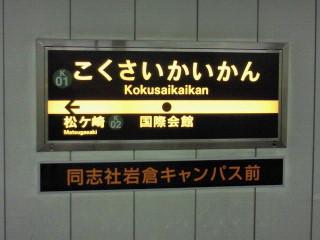 K
01
こくさいかいかん
Kokusaikaikan
松ケ崎 K 02 国際会館
Matsugasaki
同志社岩倉キャンパス前